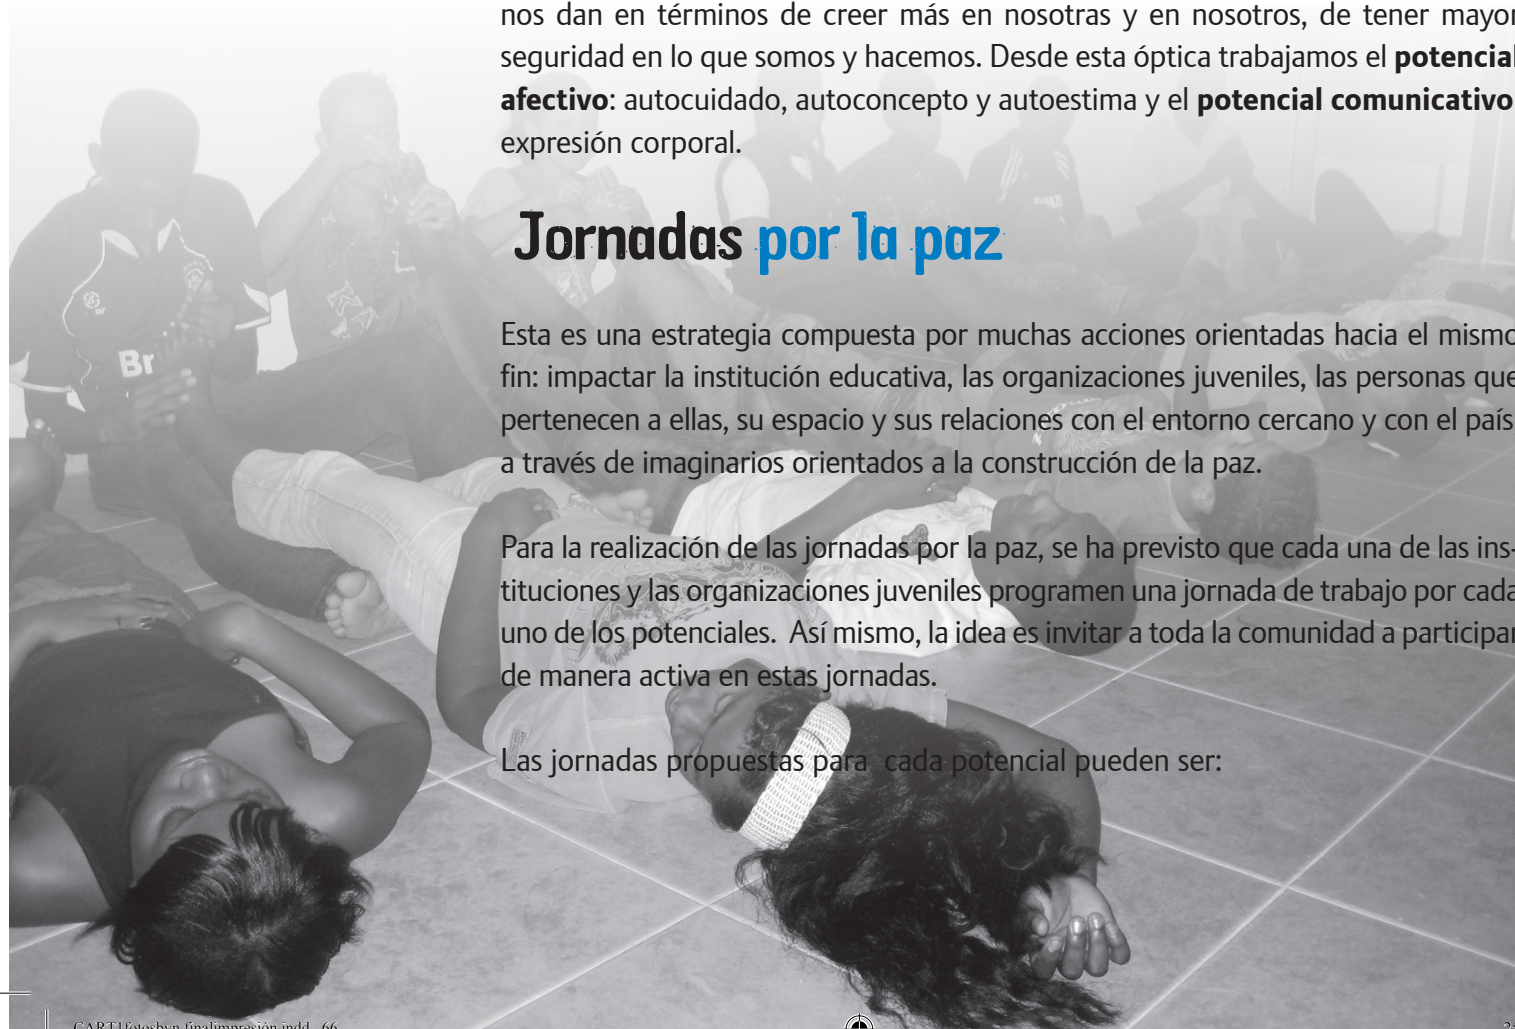 nos dan en términos de creer más en nosotras y en nosotros, de tener mayor
seguridad en lo que somos y hacemos. Desde esta óptica trabajamos el potencial
afectivo: autocuidado, autoconcepto y autoestima y el potencial comunicativo
expresión corporal.
Jornadas por la paz
Esta es una estrategia compuesta por muchas acciones orientadas hacia el mismo
fin: impactar la institución educativa, las organizaciones juveniles, las personas que
pertenecen a ellas, su espacio y sus relaciones con el entorno cercano y con el país
a través de imaginarios orientados a la construcción de la paz.
Para la realización de las jornadas por la paz, se ha previsto que cada una de las ins-
tituciones y las organizaciones juveniles programen una jornada de trabajo por cada
uno de los potenciales. Así mismo, la idea es invitar a toda la comunidad a participar
de manera activa en estas jornadas.
Las jornadas propuestas para cada potencial pueden ser:
Br